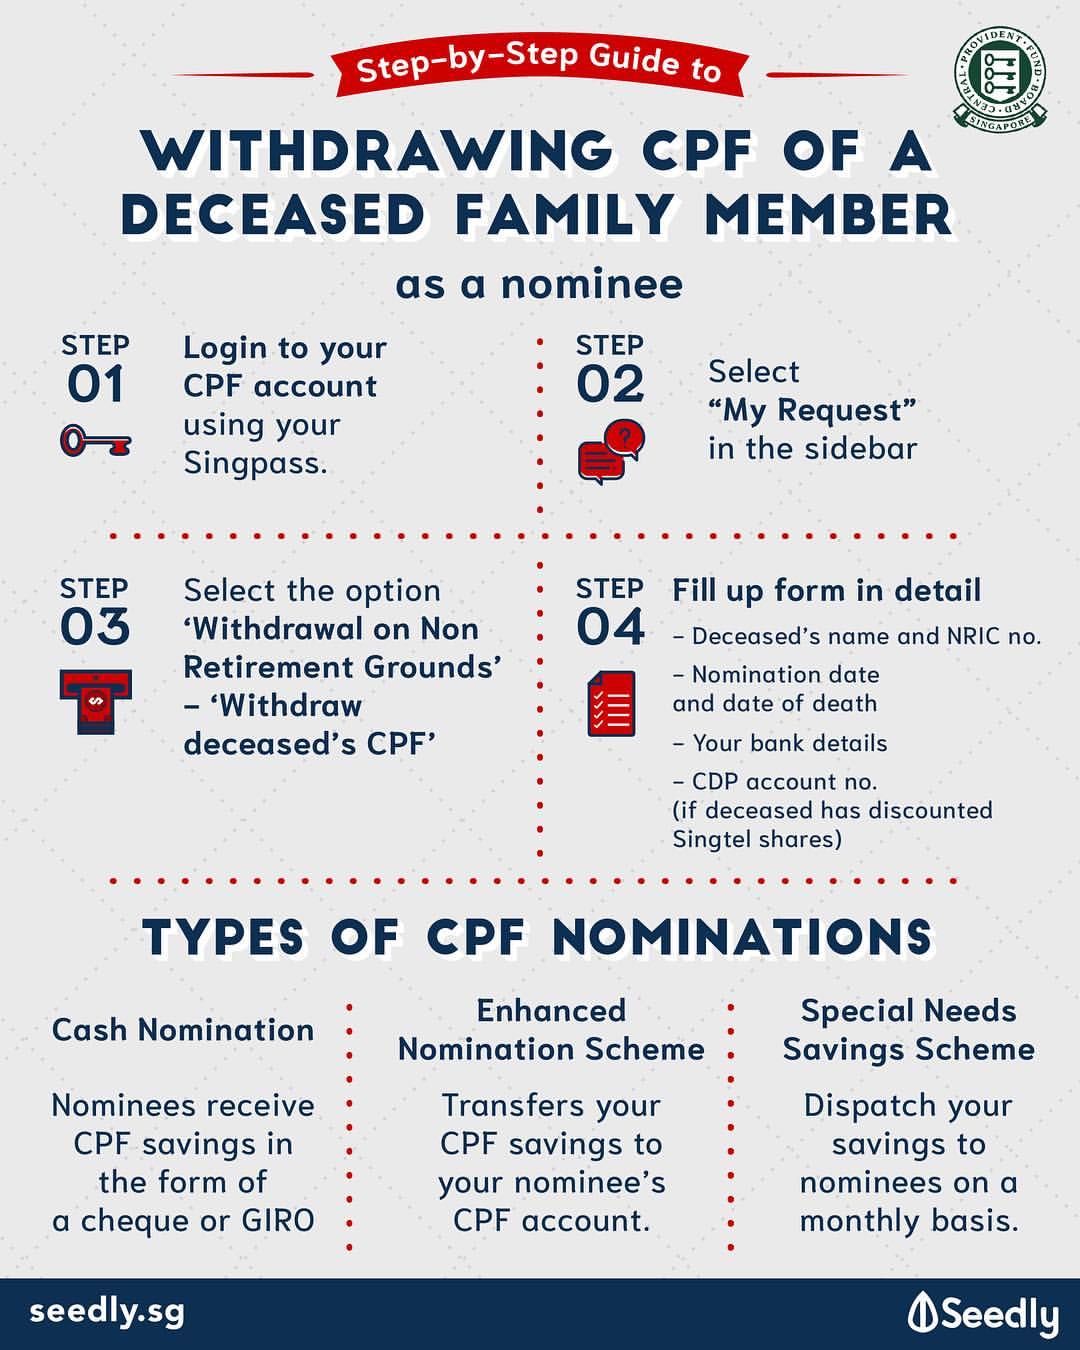 Step-by-Step Guide to
CENTRAL · PROVIDENT · FUND · BOARD
SINGAPORE
WITHDRAWING CPF OF A
DECEASED FAMILY MEMBER
as a nominee
STEP
01
Login to your
CPF account
using your
Singpass.
STEP
02
?
Select
“My Request”
in the sidebar
STEP
03
$
Select the option
‘Withdrawal on Non
Retirement Grounds’
– ‘Withdraw
deceased’s CPF’
STEP
04
Fill up form in detail
- Deceased’s name and NRIC no.
- Nomination date
and date of death
- Your bank details
- CDP account no.
(if deceased has discounted
Singtel shares)
TYPES OF CPF NOMINATIONS
Cash Nomination
Nominees receive
CPF savings in
the form of
a cheque or GIRO
Enhanced
Nomination Scheme
Transfers your
CPF savings to
your nominee’s
CPF account.
Special Needs
Savings Scheme
Dispatch your
savings to
nominees on a
monthly basis.
seedly.sg
Seedly